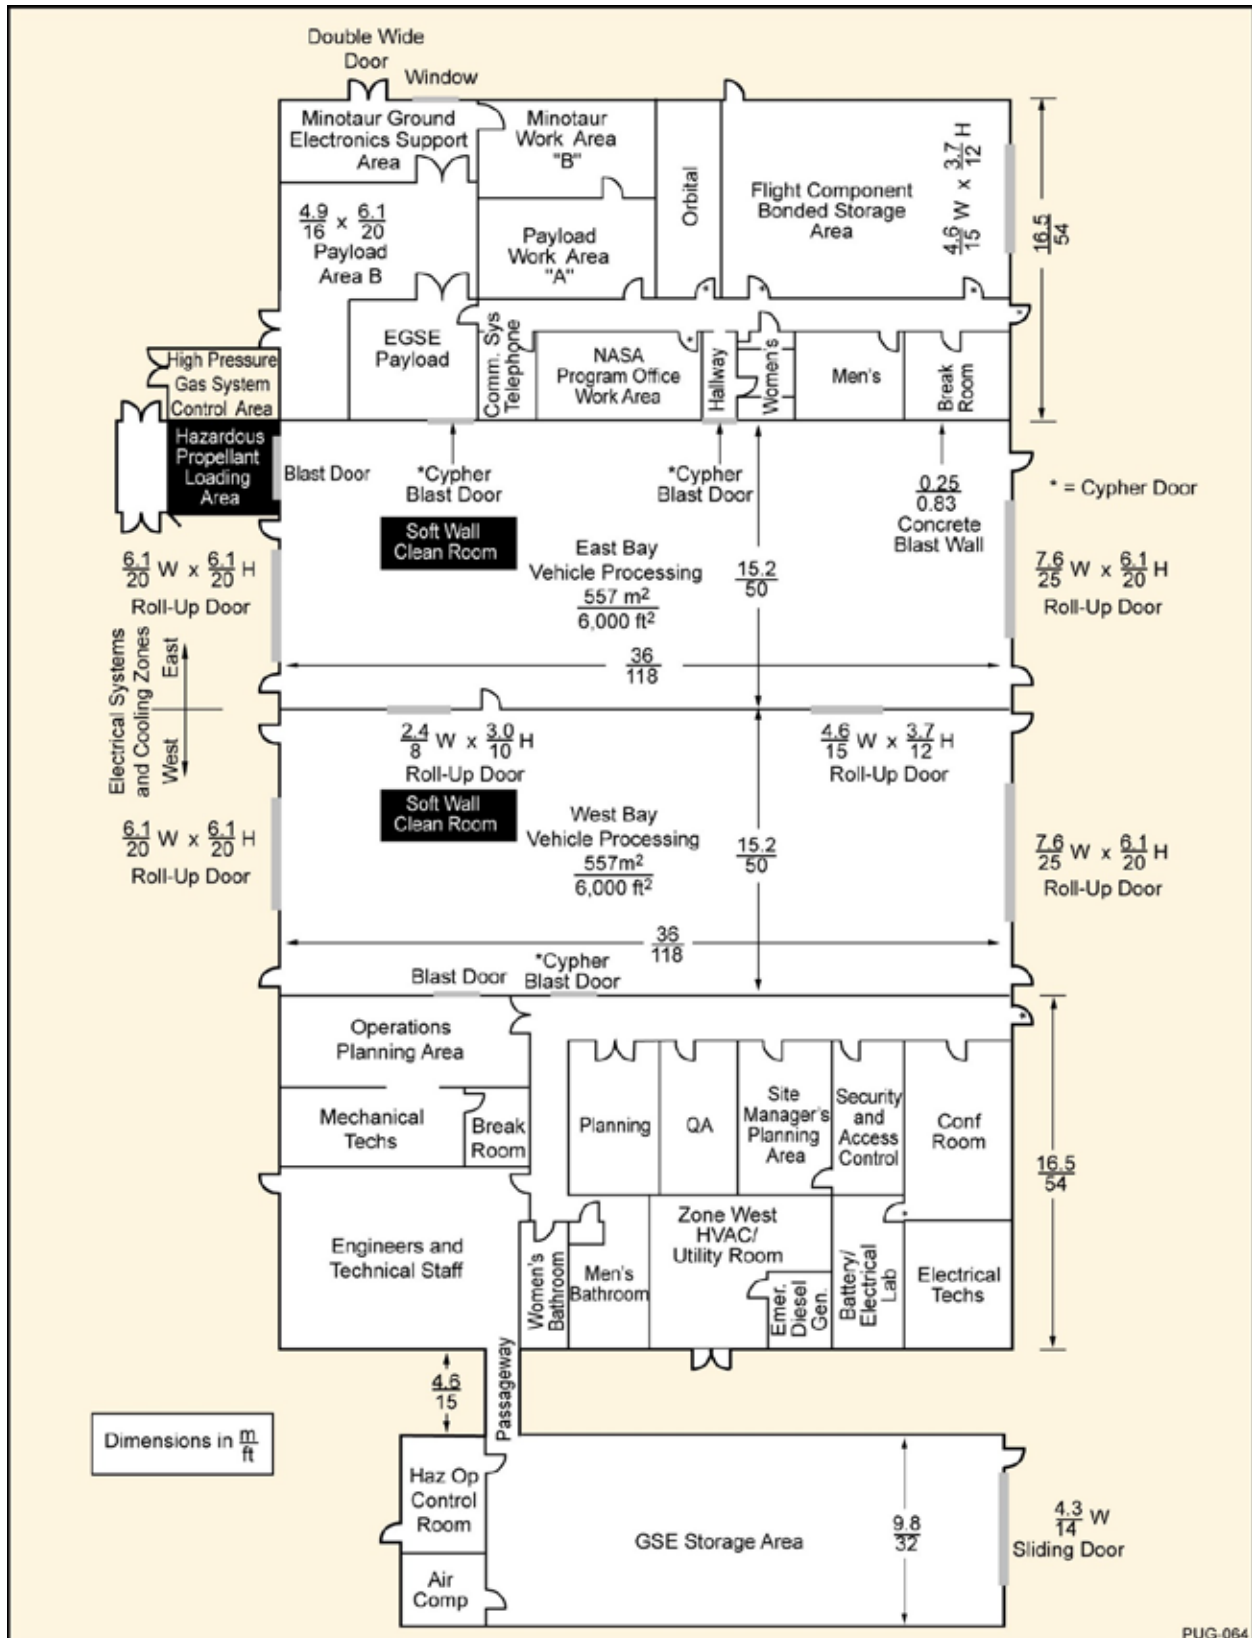 Double Wide
Door
Window
Minotaur Ground
Electronics Support
Area
Minotaur
Work Area
"B"
Orbital
Flight Component
Bonded Storage
Area
4.6/15 W x 3.7/12 H
16.5/54
4.9/16 x 6.1/20
Payload
Area B
Payload
Work Area
"A"
*
*
*
*
EGSE
Payload
Comm. Sys
Telephone
*
NASA
Program Office
Work Area
Hallway
Women's
Men's
Break
Room
High Pressure
Gas System
Control Area
Hazardous
Propellant
Loading
Area
Blast Door
*Cypher
Blast Door
*Cypher
Blast Door
0.25/0.83
Concrete
Blast Wall
* = Cypher Door
Soft Wall
Clean Room
East Bay
Vehicle Processing
557 m²/6,000 ft²
15.2/50
6.1/20 W x 6.1/20 H
Roll-Up Door
7.6/25 W x 6.1/20 H
Roll-Up Door
36/118
Electrical Systems
and Cooling Zones
West East
2.4/8 W x 3.0/10 H
Roll-Up Door
4.6/15 W x 3.7/12 H
Roll-Up Door
Soft Wall
Clean Room
West Bay
Vehicle Processing
557m²/6,000 ft²
15.2/50
6.1/20 W x 6.1/20 H
Roll-Up Door
7.6/25 W x 6.1/20 H
Roll-Up Door
36/118
Blast Door
*Cypher
Blast Door
*
Operations
Planning Area
Mechanical
Techs
Break
Room
Planning
QA
Site
Manager's
Planning
Area
Security
and
Access
Control
Conf
Room
16.5/54
Engineers and
Technical Staff
Women's
Bathroom
Men's
Bathroom
Zone West
HVAC/
Utility Room
Emer.
Diesel
Gen.
Battery/
Electrical
Lab
*
Electrical
Techs
4.6/15
Passageway
Dimensions in m/ft
Haz Op
Control
Room
Air
Comp
GSE Storage Area
9.8/32
4.3/14 W
Sliding Door
PUG-064